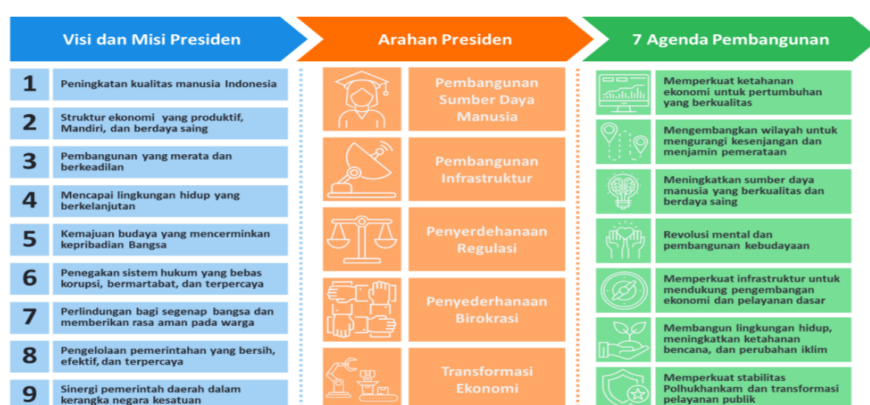 Visi dan Misi Presiden
1
Peningkatan kualitas manusia Indonesia
2
Struktur ekonomi yang produktif,
Mandiri, dan berdaya saing
3
Pembangunan yang merata dan
berkeadilan
4
Mencapai lingkungan hidup yang
berkelanjutan
5
Kemajuan budaya yang mencerminkan
kepribadian Bangsa
6
Penegakan sistem hukum yang bebas
korupsi, bermartabat, dan terpercaya
7
Perlindungan bagi segenap bangsa dan
memberikan rasa aman pada warga
8
Pengelolaan pemerintahan yang bersih,
efektif, dan terpercaya
9
Sinergi pemerintah daerah dalam
kerangka negara kesatuan
Arahan Presiden
Pembangunan
Sumber Daya
Manusia
Pembangunan
Infrastruktur
Penyerdehanaan
Regulasi
Penyederhanaan
Birokrasi
Transformasi
Ekonomi
7 Agenda Pembangunan
Memperkuat ketahanan
ekonomi untuk pertumbuhan
yang berkualitas
Mengembangkan wilayah untuk
mengurangi kesenjangan dan
menjamin pemerataan
Meningkatkan sumber daya
manusia yang berkualitas dan
berdaya saing
Revolusi mental dan
pembangunan kebudayaan
Memperkuat infrastruktur untuk
mendukung pengembangan
ekonomi dan pelayanan dasar
Membangun lingkungan hidup,
meningkatkan ketahanan
bencana, dan perubahan iklim
Memperkuat stabilitas
Polhukhankam dan transformasi
pelayanan publik